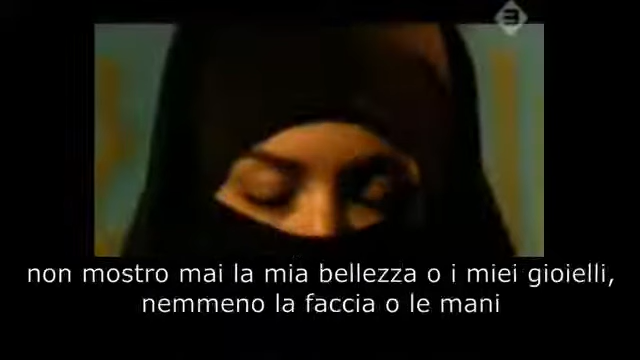 non mostro mai la mia bellezza o i miei gioielli,
nemmeno la faccia o le mani